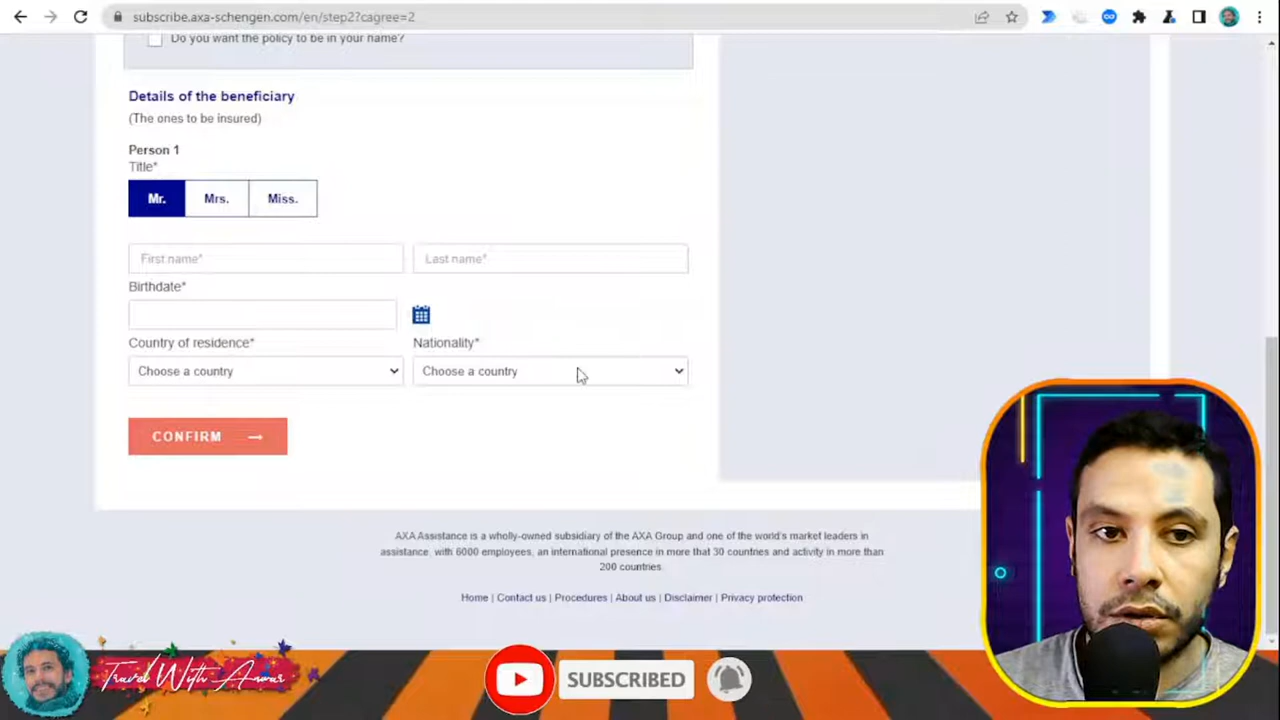 subscribe.axa-schengen.com/en/step2?cagree=2
Do you want the policy to be in your name?
Details of the beneficiary
(The ones to be insured)
Person 1
Title*
Mr. Mrs. Miss.
First name* Last name*
Birthdate*
Country of residence* Nationality*
Choose a country Choose a country
CONFIRM →
AXA Assistance is a wholly-owned subsidiary of the AXA Group and one of the world's market leaders in
assistance, with 6000 employees, an international presence in more that 30 countries and activity in more than
200 countries.
Home | Contact us | Procedures | About us | Disclaimer | Privacy protection
Travel With Anwar
SUBSCRIBED